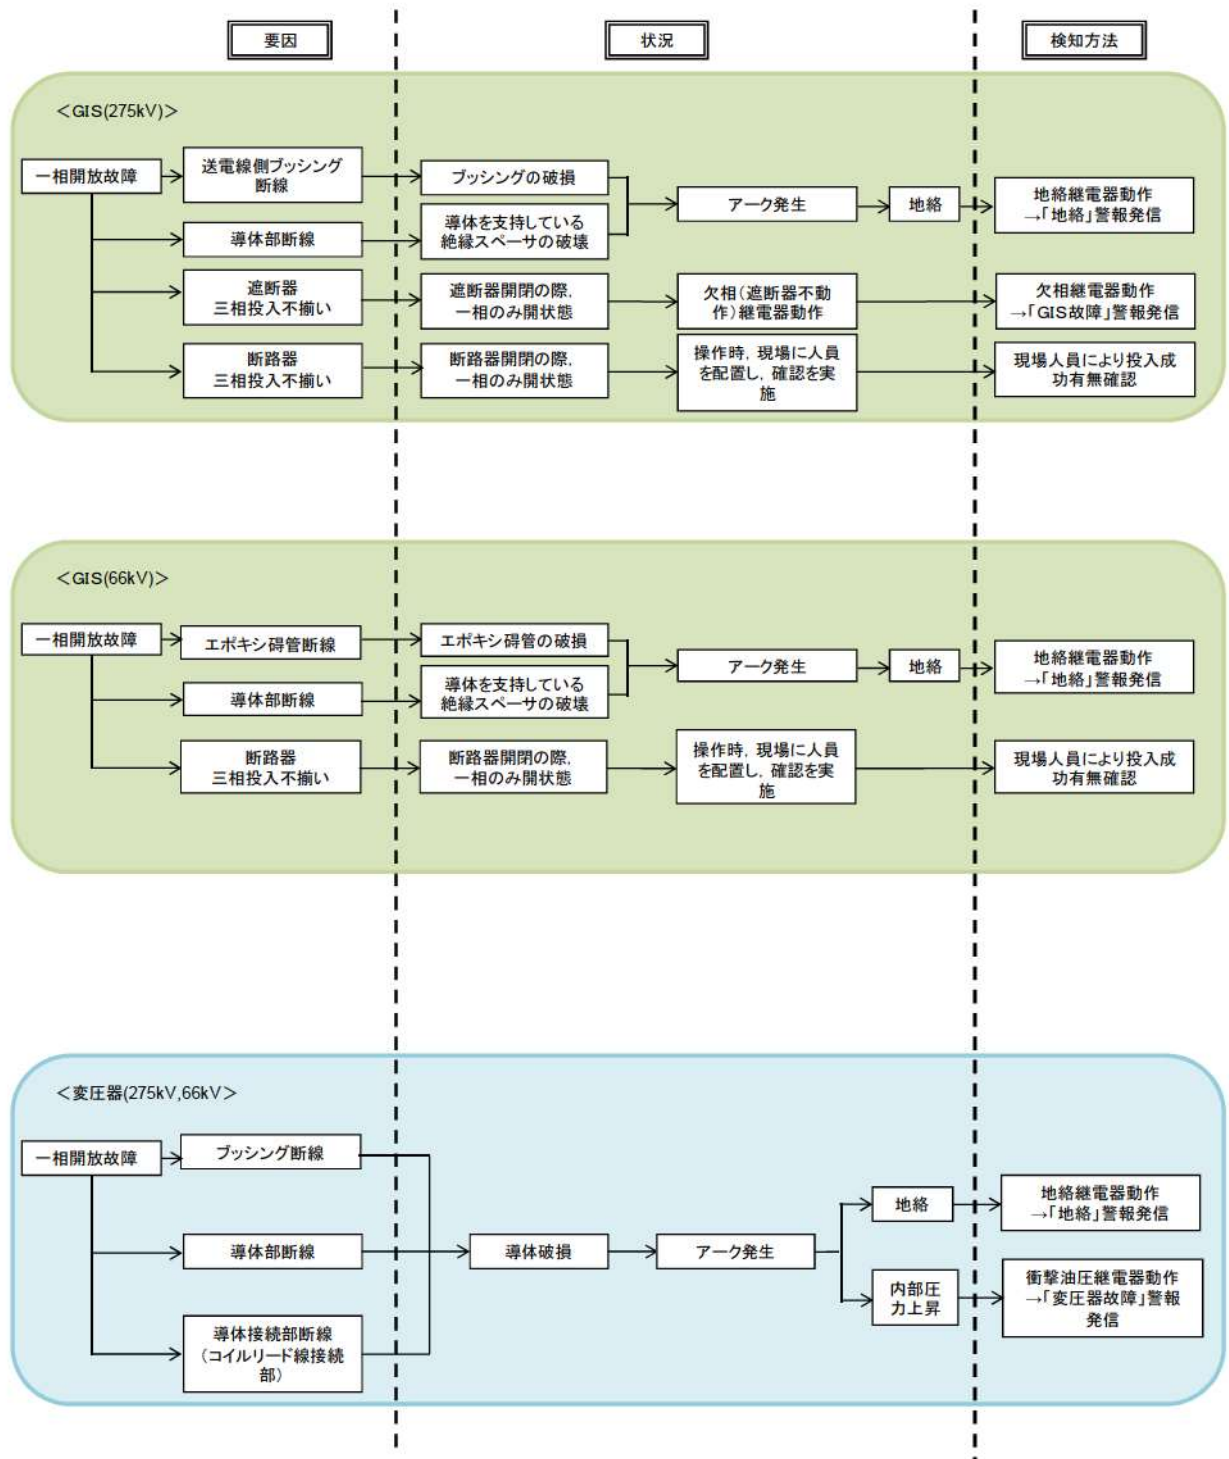 要因
状況
検知方法
＜GIS(275kV)＞
一相開放故障
送電線側ブッシング
断線
ブッシングの破損
アーク発生
地絡
地絡継電器動作
→「地絡」警報発信
導体部断線
導体を支持している
絶縁スペーサの破壊
遮断器
三相投入不揃い
遮断器開閉の際，
一相のみ開状態
欠相（遮断器不動
作）継電器動作
欠相継電器動作
→「GIS故障」警報発信
断路器
三相投入不揃い
断路器開閉の際，
一相のみ開状態
操作時，現場に人員
を配置し，確認を実
施
現場人員により投入成
功有無確認
＜GIS(66kV)＞
一相開放故障
エポキシ碍管断線
エポキシ碍管の破損
アーク発生
地絡
地絡継電器動作
→「地絡」警報発信
導体部断線
導体を支持している
絶縁スペーサの破壊
断路器
三相投入不揃い
断路器開閉の際，
一相のみ開状態
操作時，現場に人員
を配置し，確認を実
施
現場人員により投入成
功有無確認
＜変圧器(275kV,66kV＞
一相開放故障
ブッシング断線
導体部断線
導体接続部断線
（コイルリード線接続
部）
導体破損
アーク発生
地絡
地絡継電器動作
→「地絡」警報発信
内部圧
力上昇
衝撃油圧継電器動作
→「変圧器故障」警報
発信